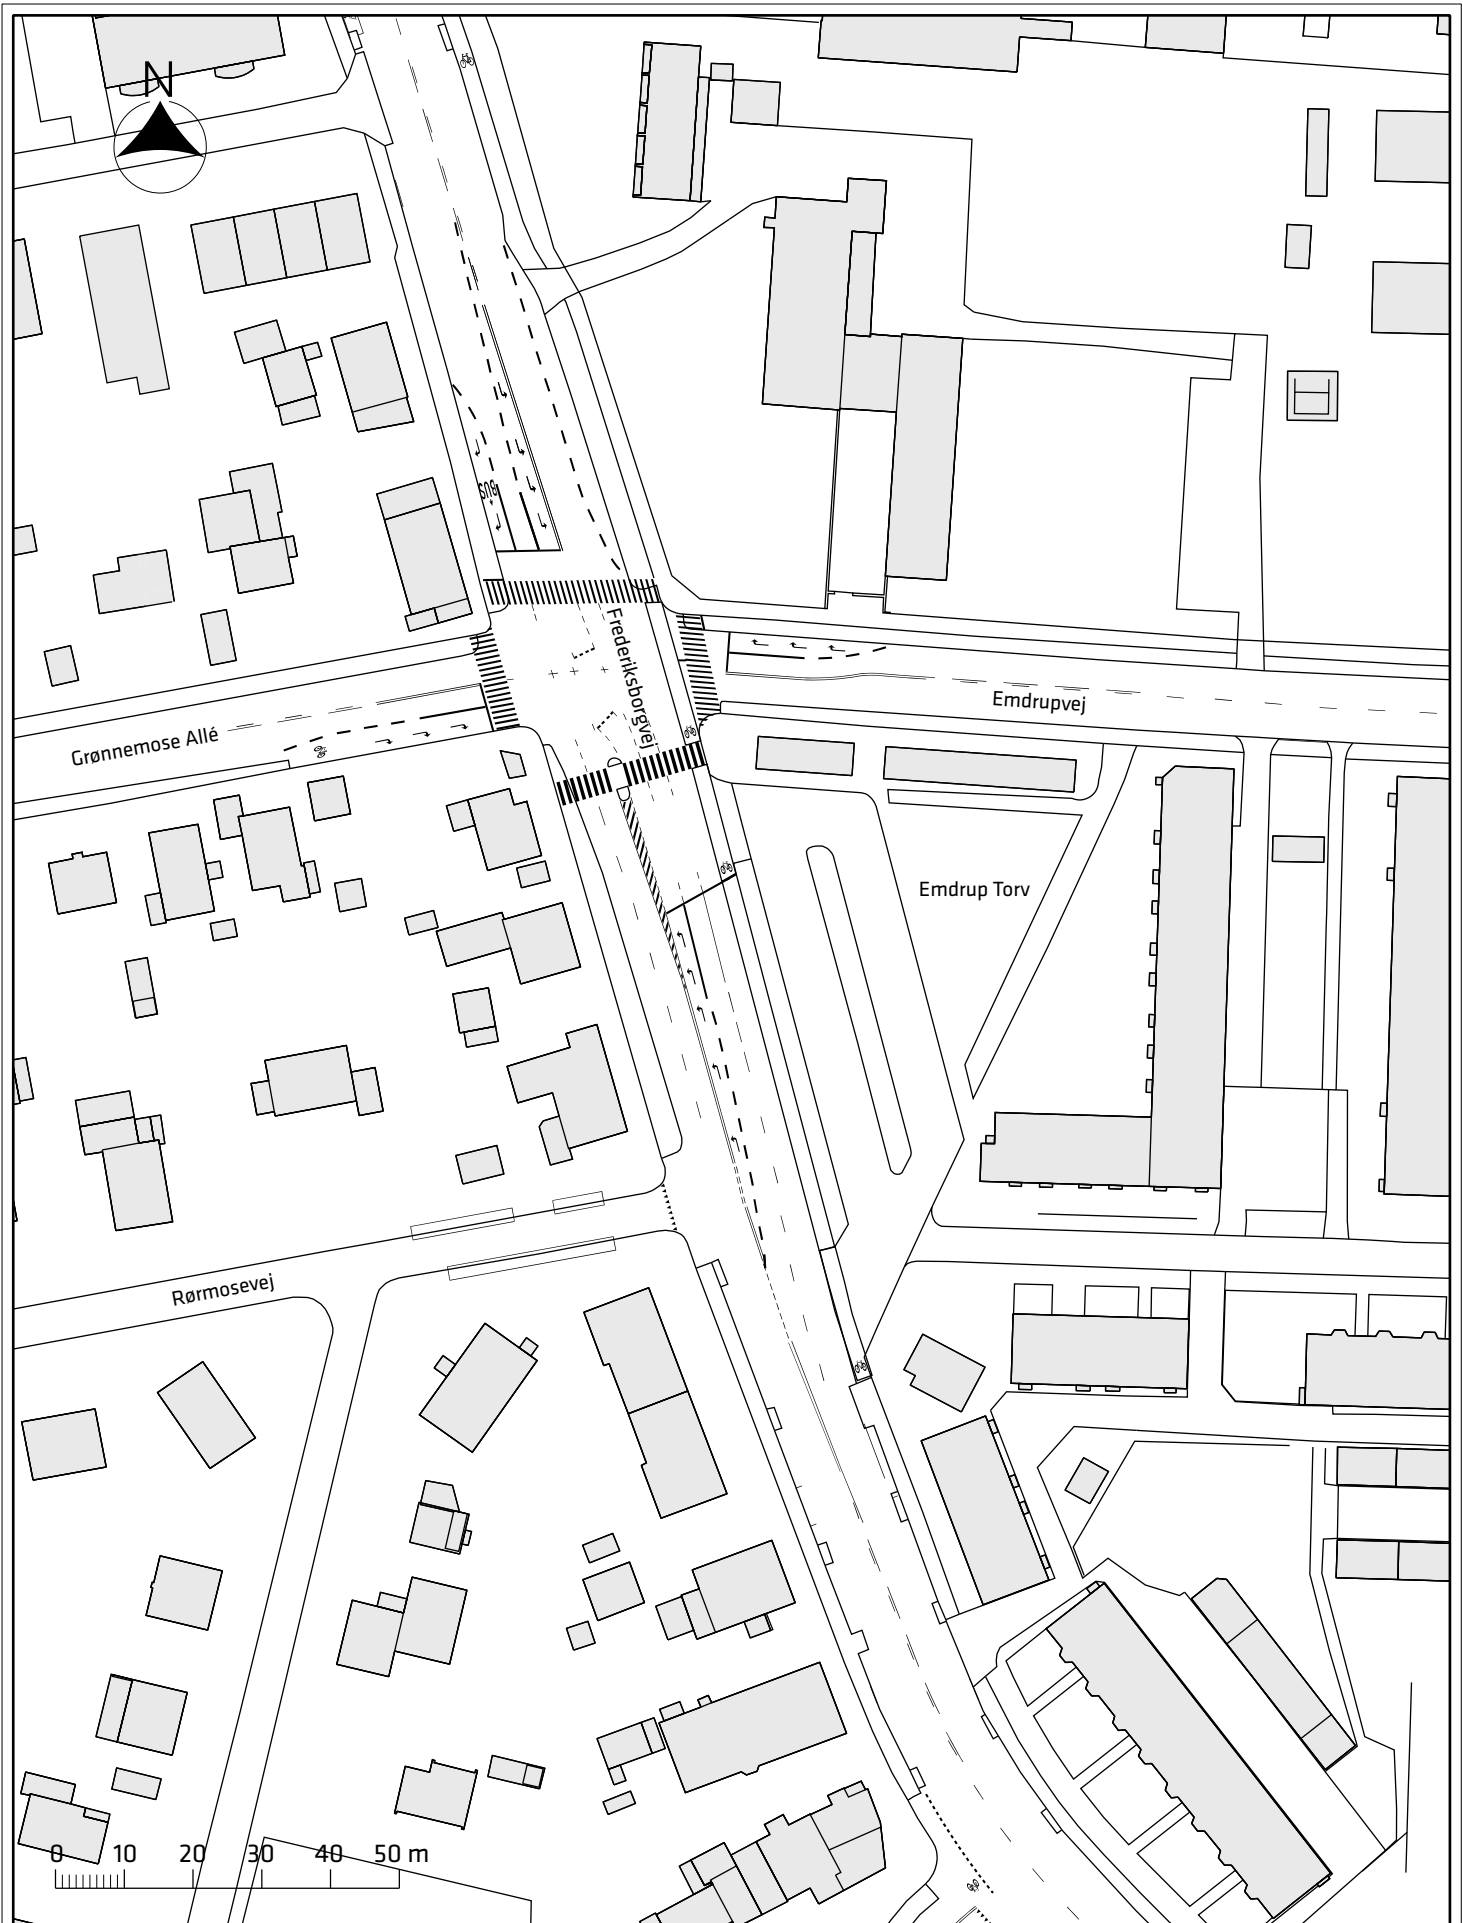 N
BUS
Frederiksborgvej
Emdrupvej
Grønnemose Allé
Emdrup Torv
Rørmosevej
0 10 20 30 40 50 m